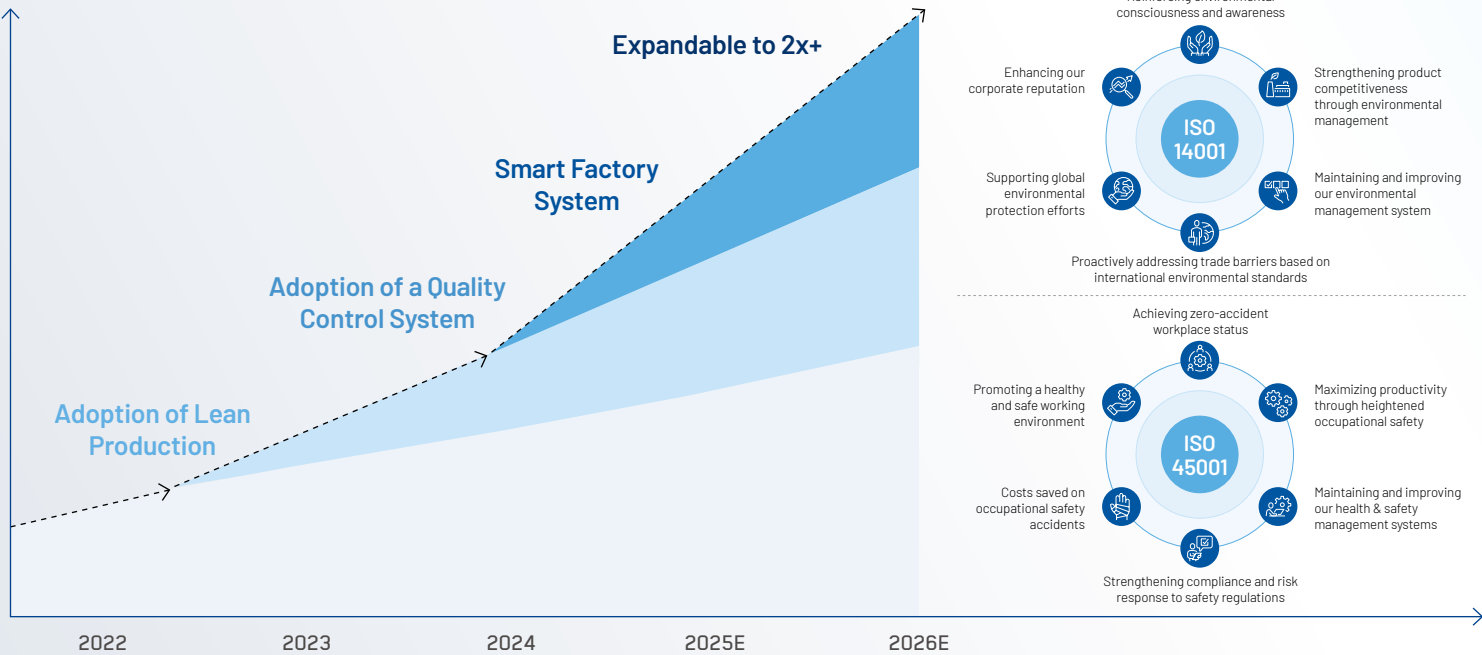 Expandable to 2x+
Smart Factory
System
Adoption of a Quality
Control System
Adoption of Lean
Production
2022
2023
2024
2025E
2026E
consciousness and awareness
Enhancing our
corporate reputation
Strengthening product
competitiveness
through environmental
management
ISO
14001
Supporting global
environmental
protection efforts
Maintaining and improving
our environmental
management system
Proactively addressing trade barriers based on
international environmental standards
Achieving zero-accident
workplace status
Promoting a healthy
and safe working
environment
Maximizing productivity
through heightened
occupational safety
ISO
45001
Costs saved on
occupational safety
accidents
Maintaining and improving
our health & safety
management systems
Strengthening compliance and risk
response to safety regulations